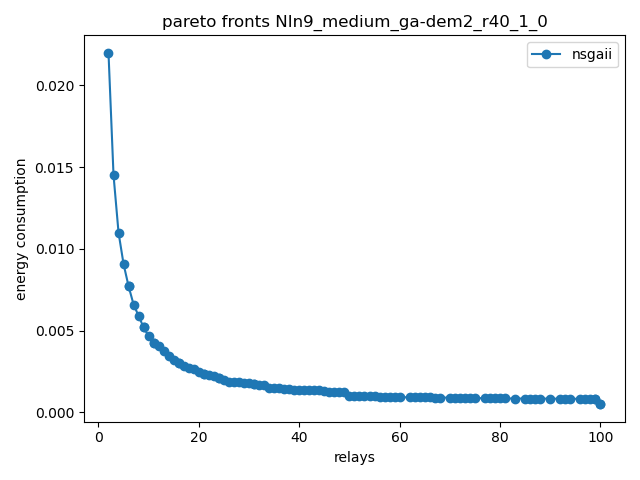 pareto fronts NIn9_medium_ga-dem2_r40_1_0
nsgaii
energy consumption
0.020
0.015
0.010
0.005
0.000
0 20 40 60 80 100
relays